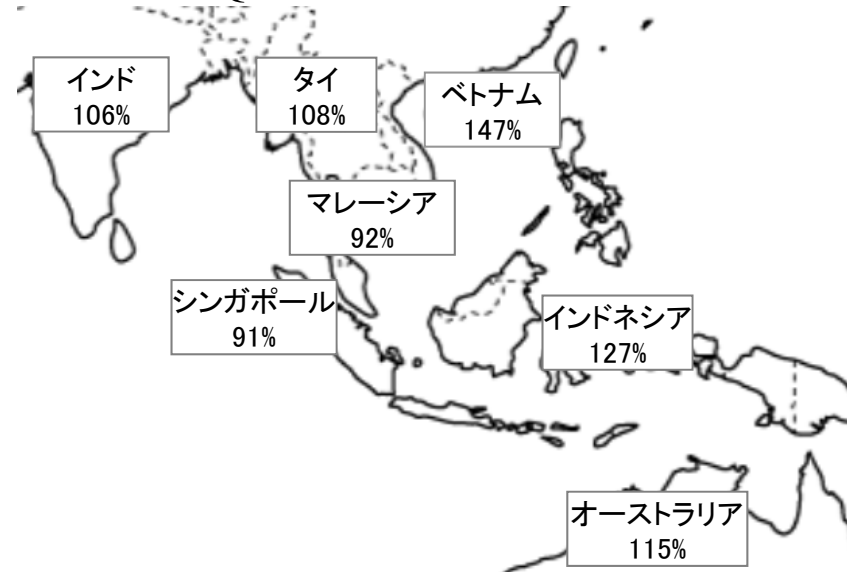 インド
106%
タイ
108%
ベトナム
147%
マレーシア
92%
シンガポール
91%
インドネシア
127%
オーストラリア
115%